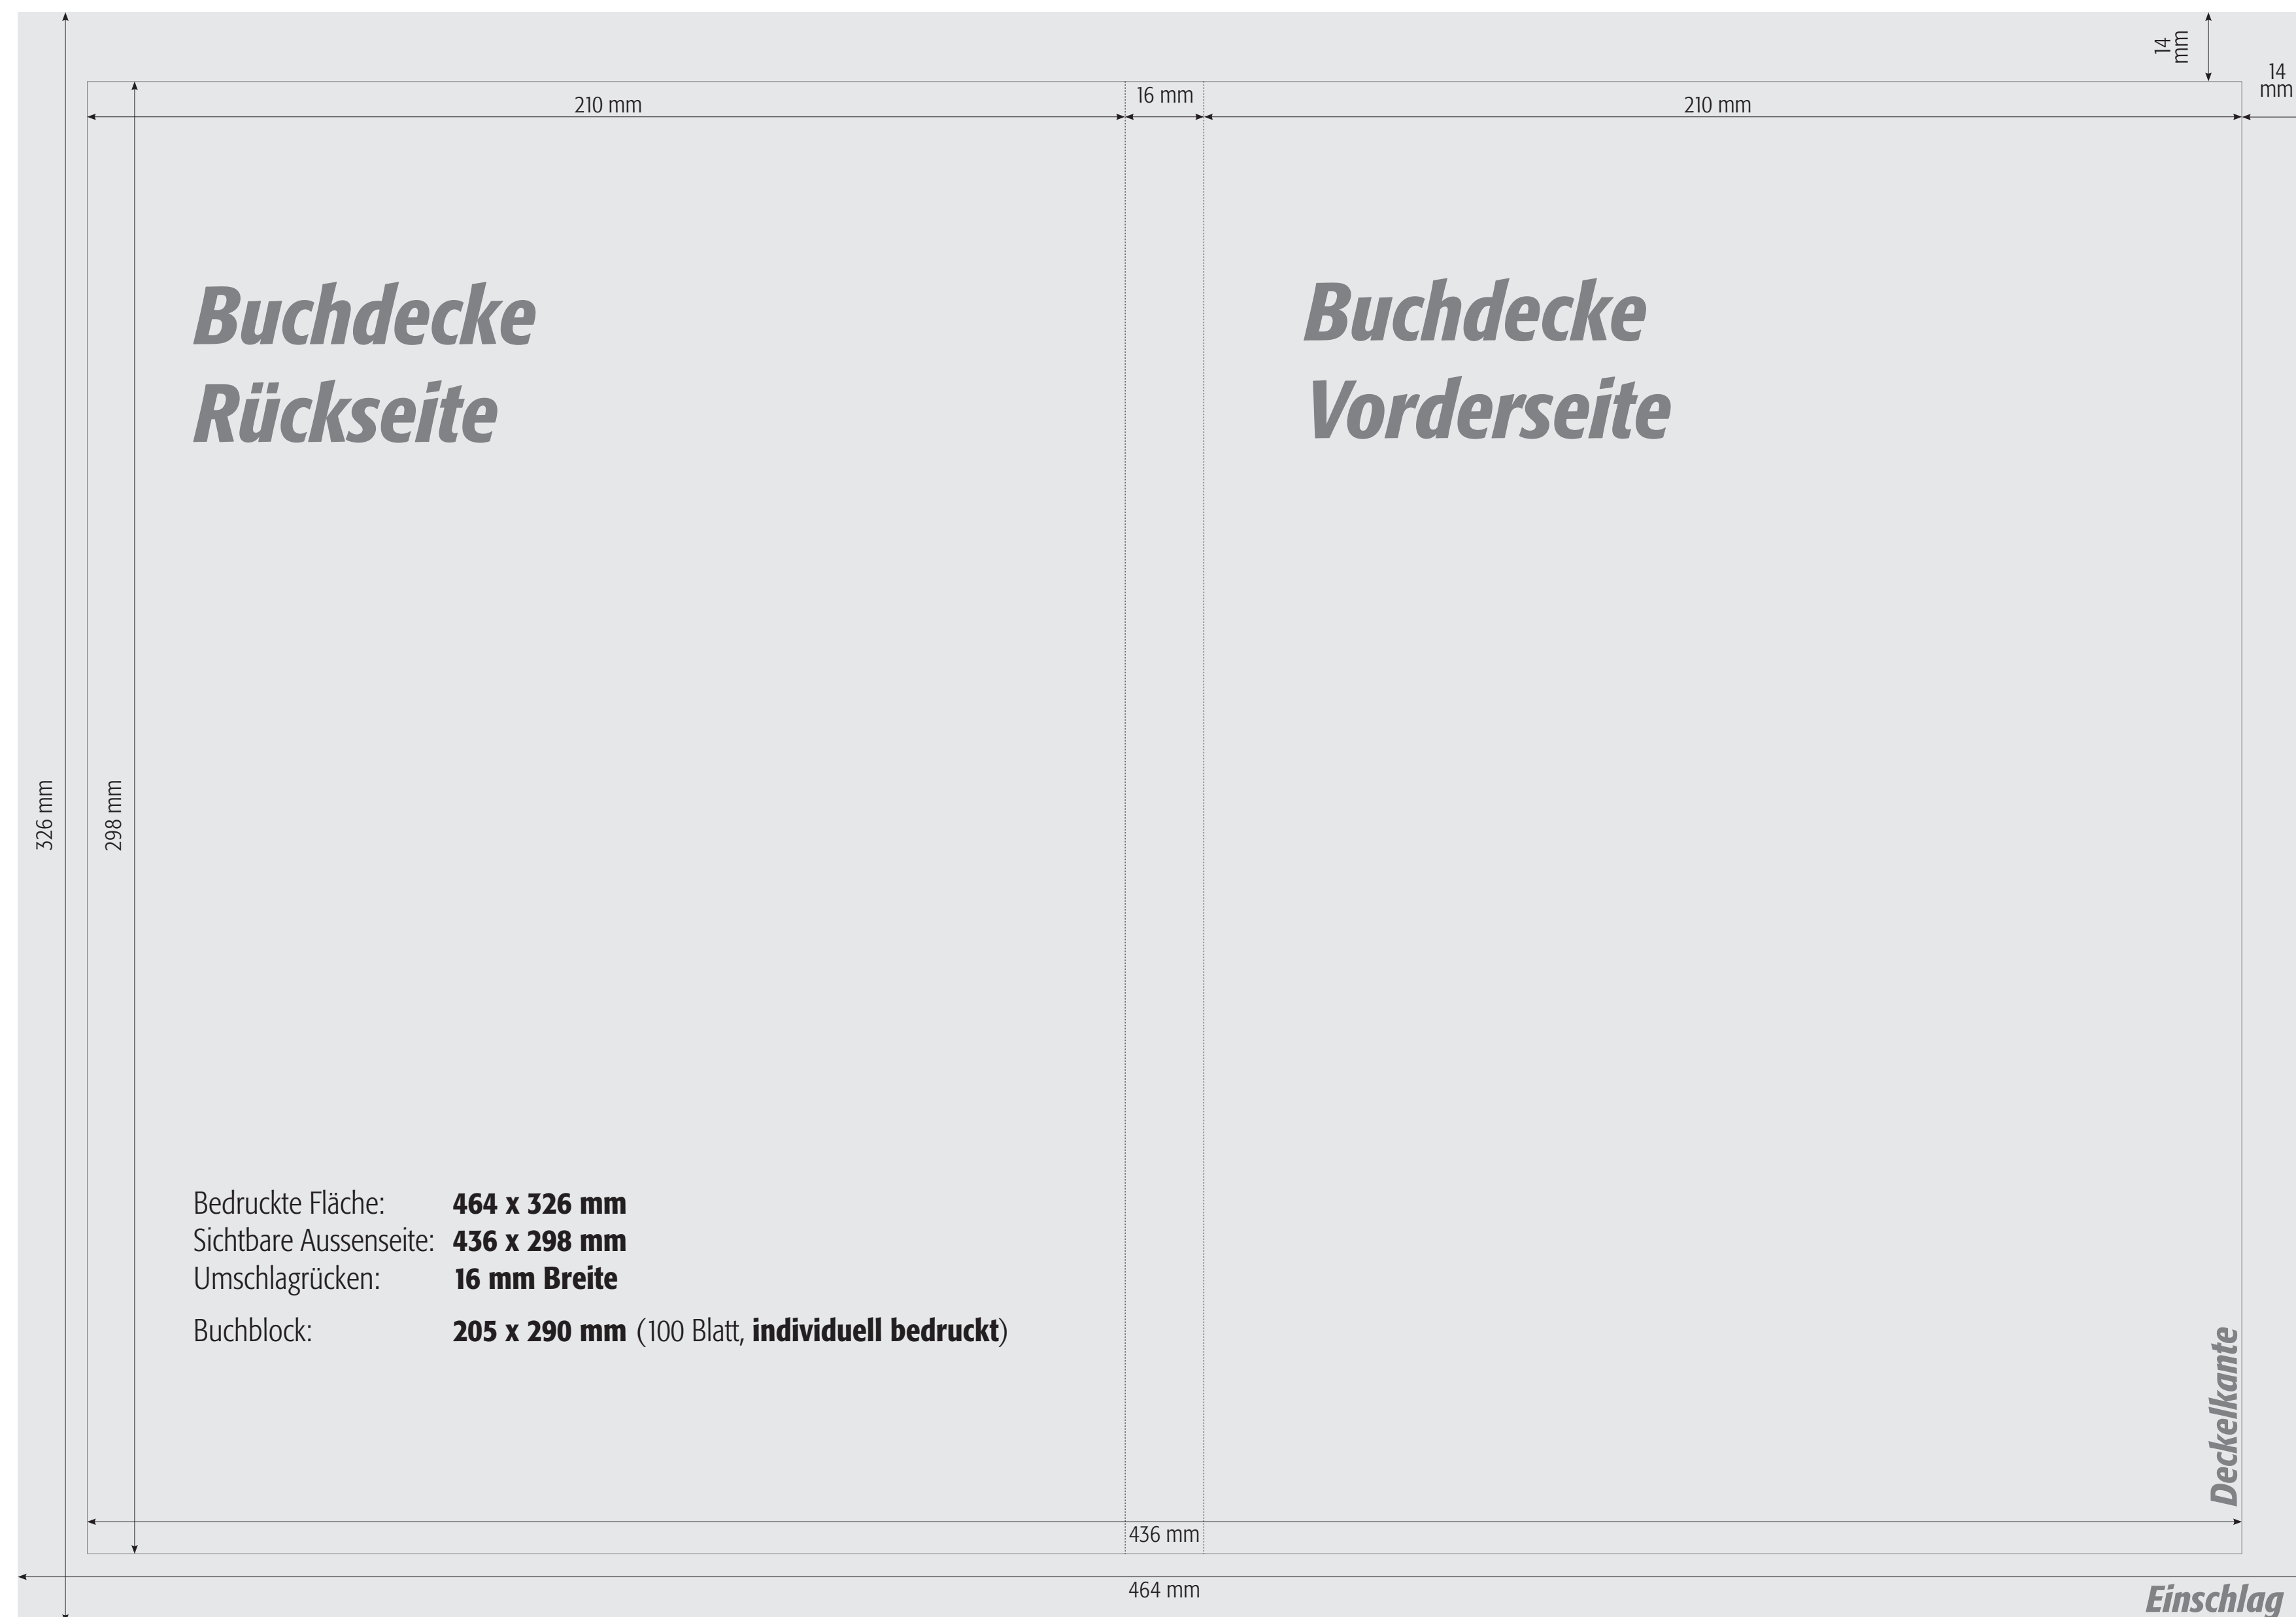 14
mm
14
mm
210 mm
16 mm
210 mm
Buchdecke
Rückseite
Buchdecke
Vorderseite
326 mm
298 mm
Bedruckte Fläche: 464 x 326 mm
Sichtbare Aussenseite: 436 x 298 mm
Umschlagrücken: 16 mm Breite
Buchblock: 205 x 290 mm (100 Blatt, individuell bedruckt)
Deckelkante
436 mm
464 mm
Einschlag